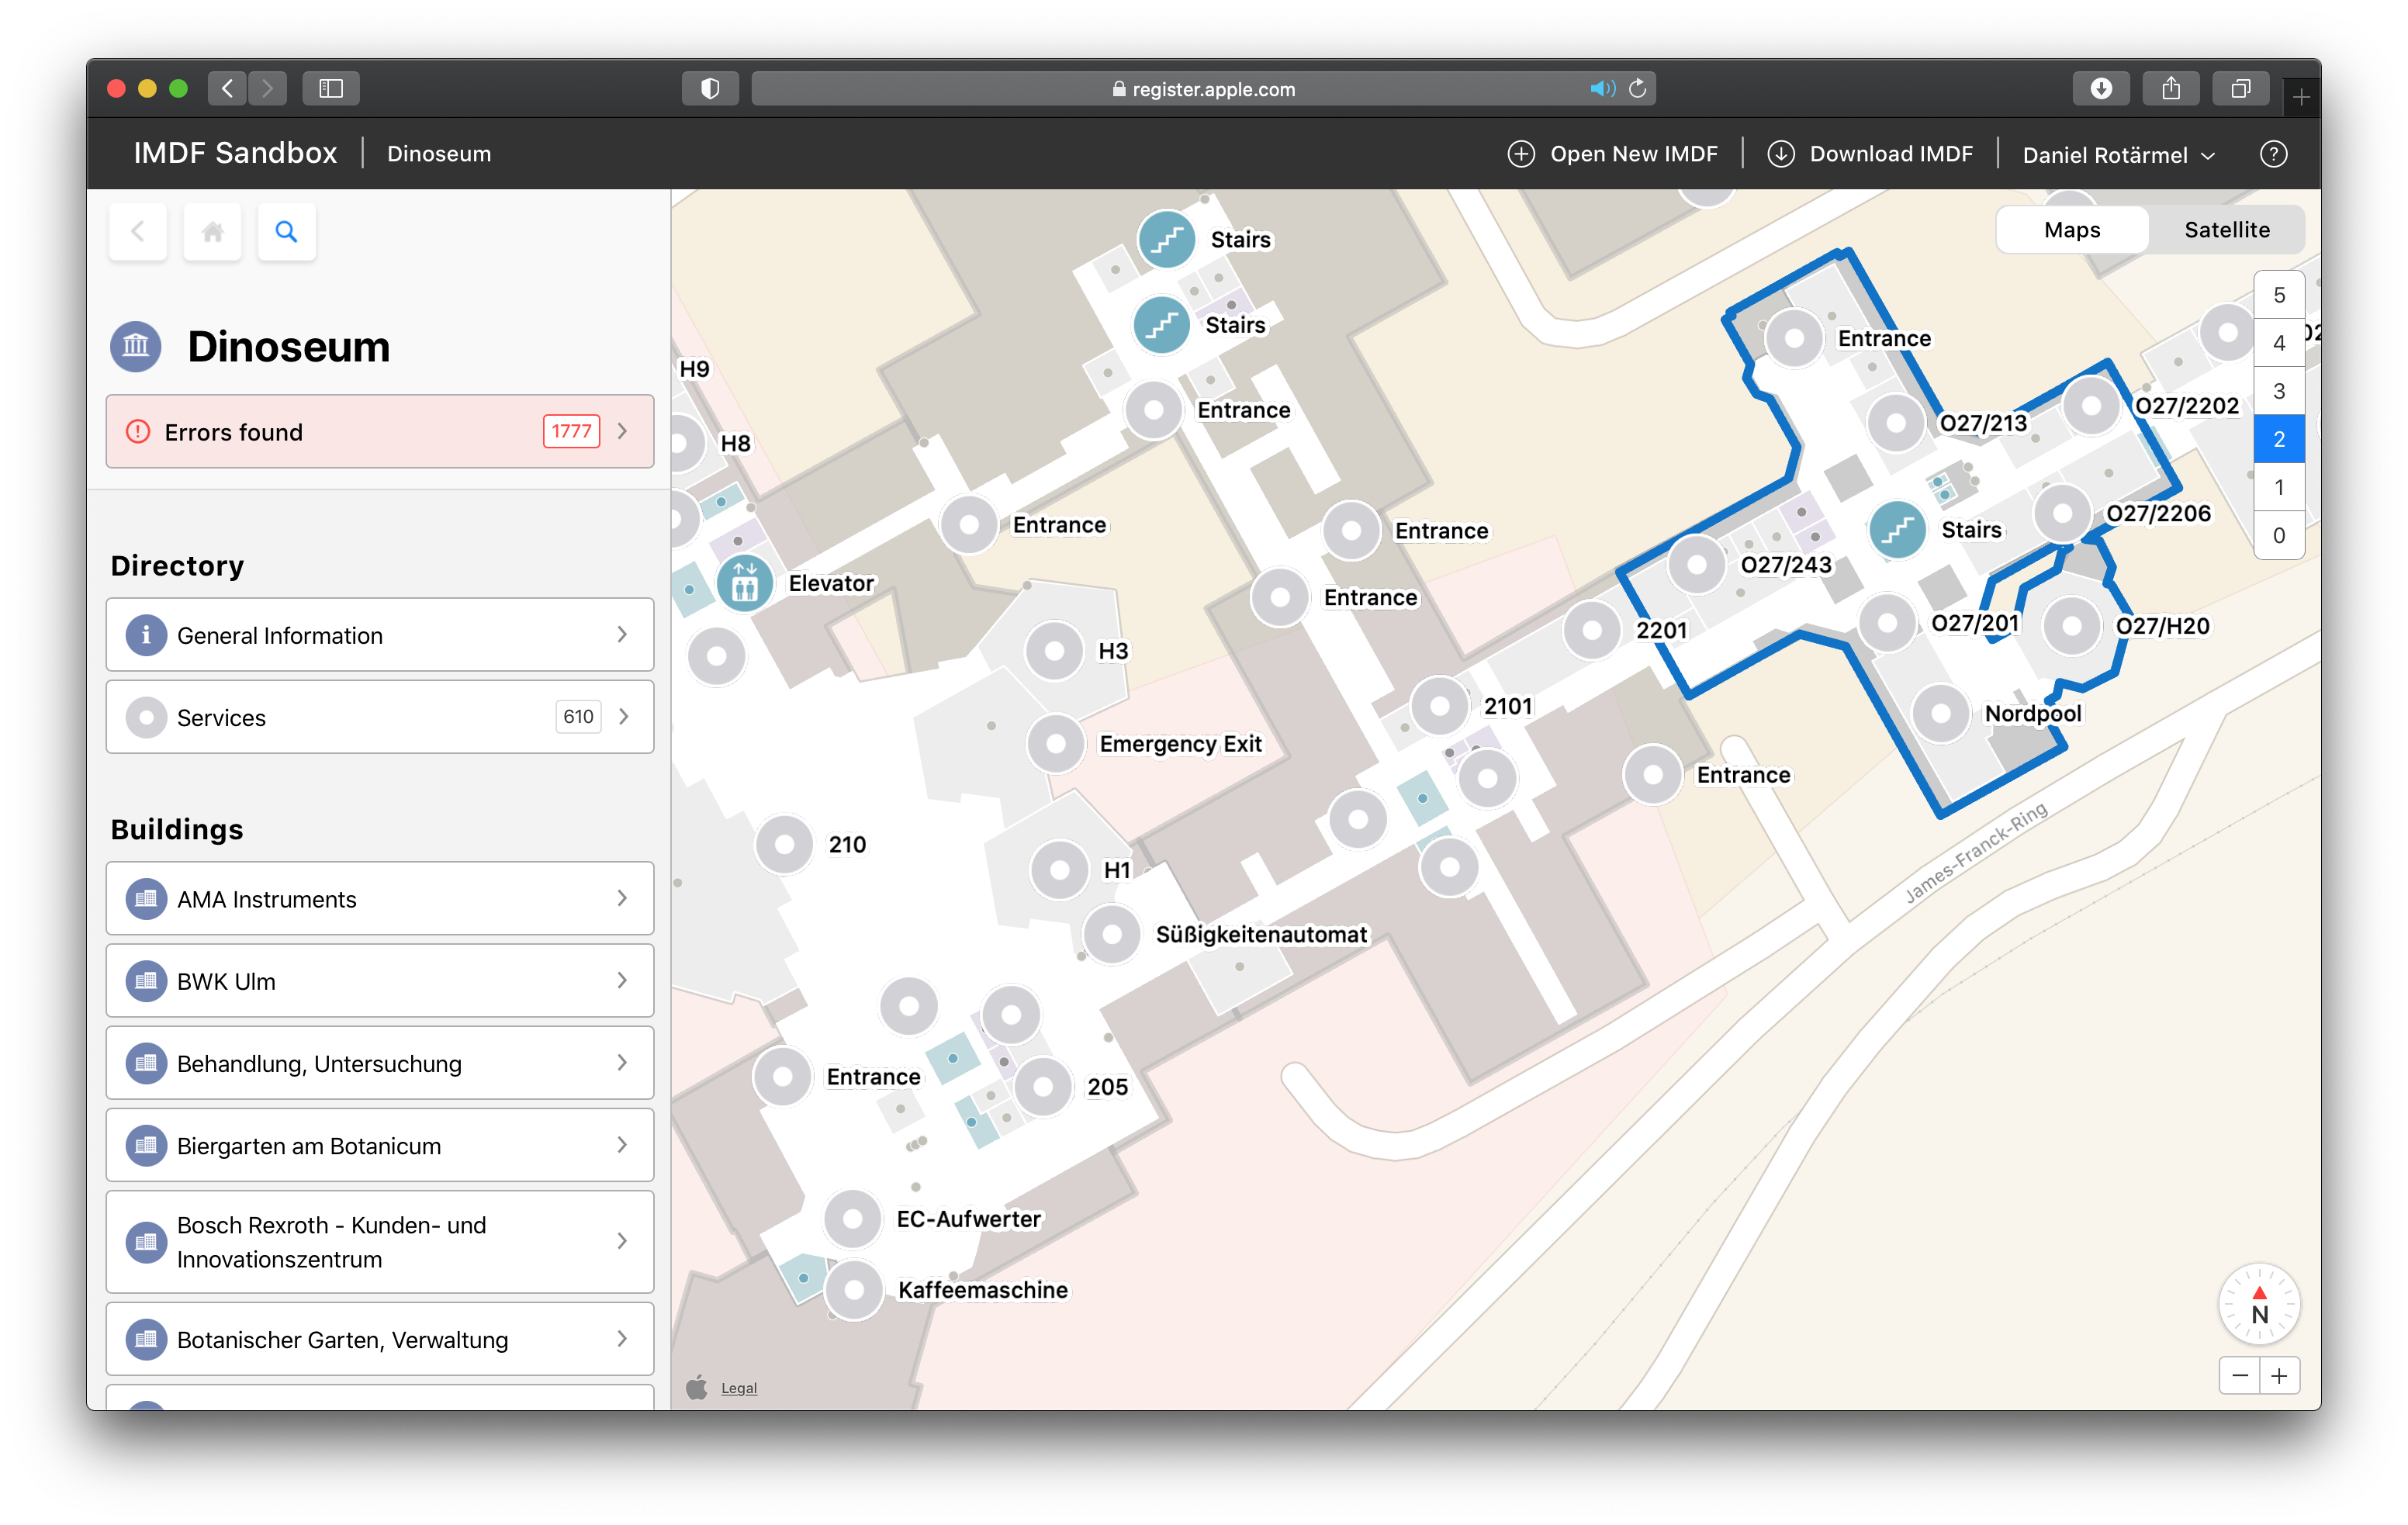 register.apple.com
IMDF Sandbox
Dinoseum
Open New IMDF
Download IMDF
Daniel Rotärmel
?
Dinoseum
Errors found
1777
Directory
General Information
Services
610
Buildings
AMA Instruments
BWK Ulm
Behandlung, Untersuchung
Biergarten am Botanicum
Bosch Rexroth - Kunden- und
Innovationszentrum
Botanischer Garten, Verwaltung
Maps
Satellite
5
4
3
2
1
0
Stairs
Stairs
Entrance
H9
H8
Entrance
Elevator
Entrance
Entrance
H3
Emergency Exit
210
H1
Süßigkeitenautomat
Entrance
205
EC-Aufwerter
Kaffeemaschine
2101
2201
Entrance
Entrance
O27/213
O27/2202
Stairs
O27/2206
O27/243
O27/201
O27/H20
Nordpool
James-Franck-Ring
N
Legal